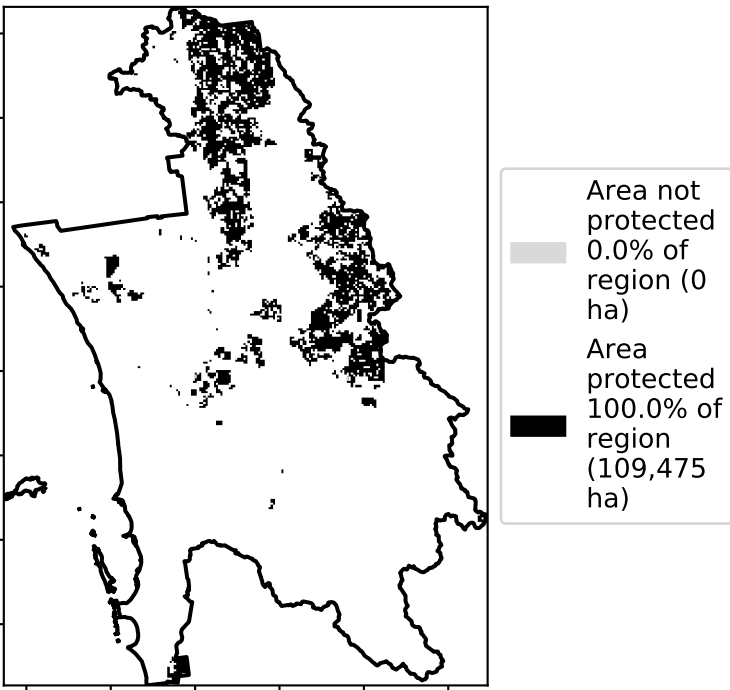 Area not
protected
0.0% of
region (0
ha)
Area
protected
100.0% of
region
(109,475
ha)